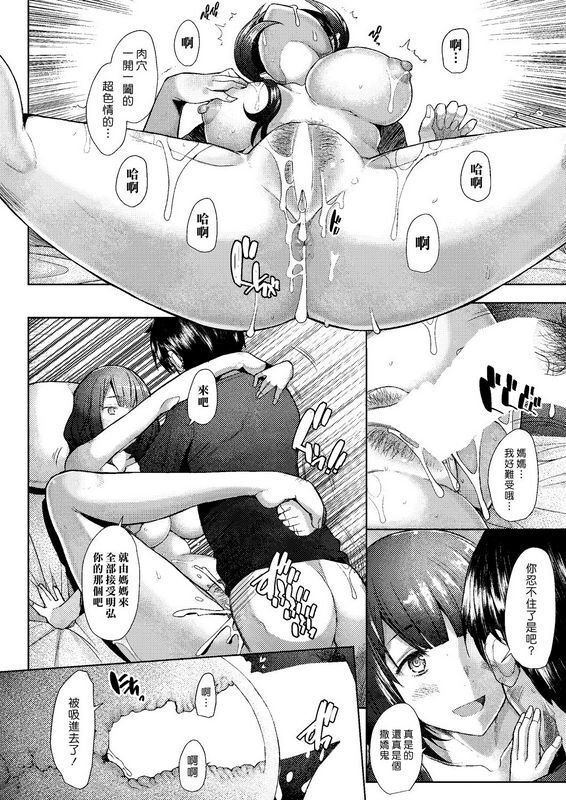 啊…
啊
肉穴
一開一闔的
超色情的…
啊
哈啊
哈啊
哈啊
啊
媽媽…
我好難受哦…
你忍不住了是吧？
真是的
還真是個
撒嬌鬼
來吧
就由媽媽來
全部接受明弘
你的那個吧
啊…
啊啊
被吸進去了！